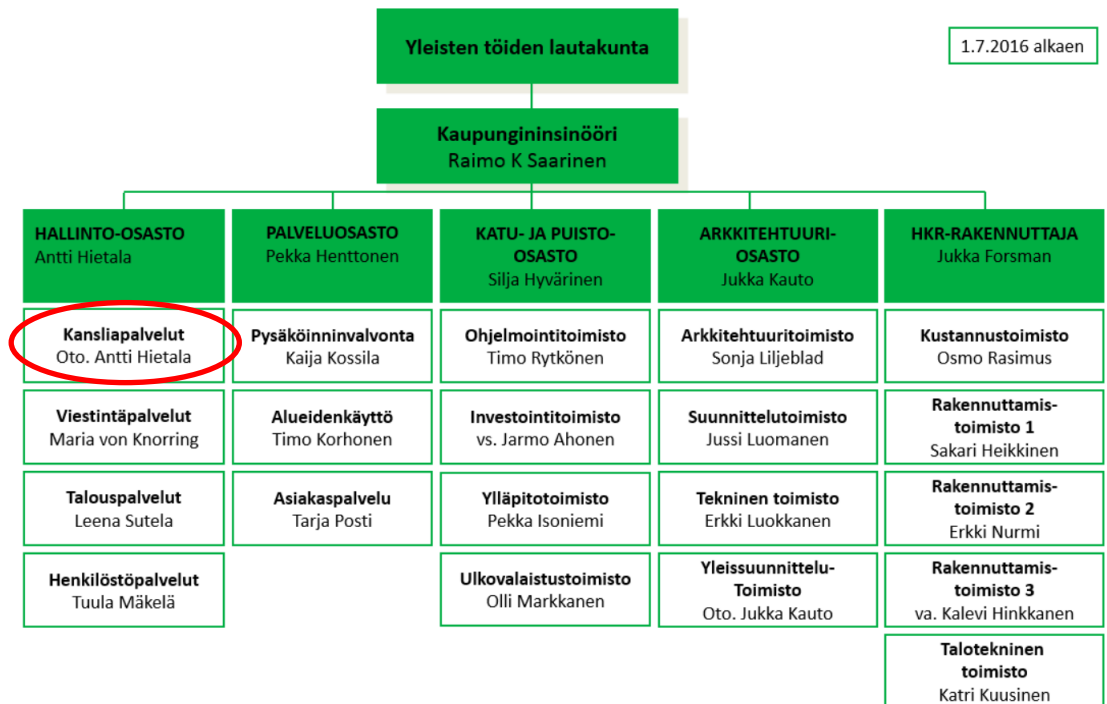 Yleisten töiden lautakunta
1.7.2016 alkaen
Kaupungininsinööri
Raimo K Saarinen
HALLINTO-OSASTO
Antti Hietala
Kansliapalvelut
Oto. Antti Hietala
Viestintäpalvelut
Maria von Knorring
Talouspalvelut
Leena Sutela
Henkilöstöpalvelut
Tuula Mäkelä
PALVELUOSASTO
Pekka Henttonen
Pysäköinninvalvonta
Kaija Kossila
Alueidenkäyttö
Timo Korhonen
Asiakaspalvelu
Tarja Posti
KATU- JA PUISTO-
OSASTO
Silja Hyvärinen
Ohjelmointitoimisto
Timo Rytkönen
Investointitoimisto
vs. Jarmo Ahonen
Ylläpitotoimisto
Pekka Isoniemi
Ulkovalaistustoimisto
Olli Markkanen
ARKKITEHTUURI-
OSASTO
Jukka Kauto
Arkkitehtuuritoimisto
Sonja Liljeblad
Suunnittelutoimisto
Jussi Luomanen
Tekninen toimisto
Erkki Luokkanen
Yleissuunnittelu-
Toimisto
Oto. Jukka Kauto
HKR-RAKENNUTTAJA
Jukka Forsman
Kustannustoimisto
Osmo Rasimus
Rakennuttamis-
toimisto 1
Sakari Heikkinen
Rakennuttamis-
toimisto 2
Erkki Nurmi
Rakennuttamis-
toimisto 3
va. Kalevi Hinkkanen
Talotekninen
toimisto
Katri Kuusinen